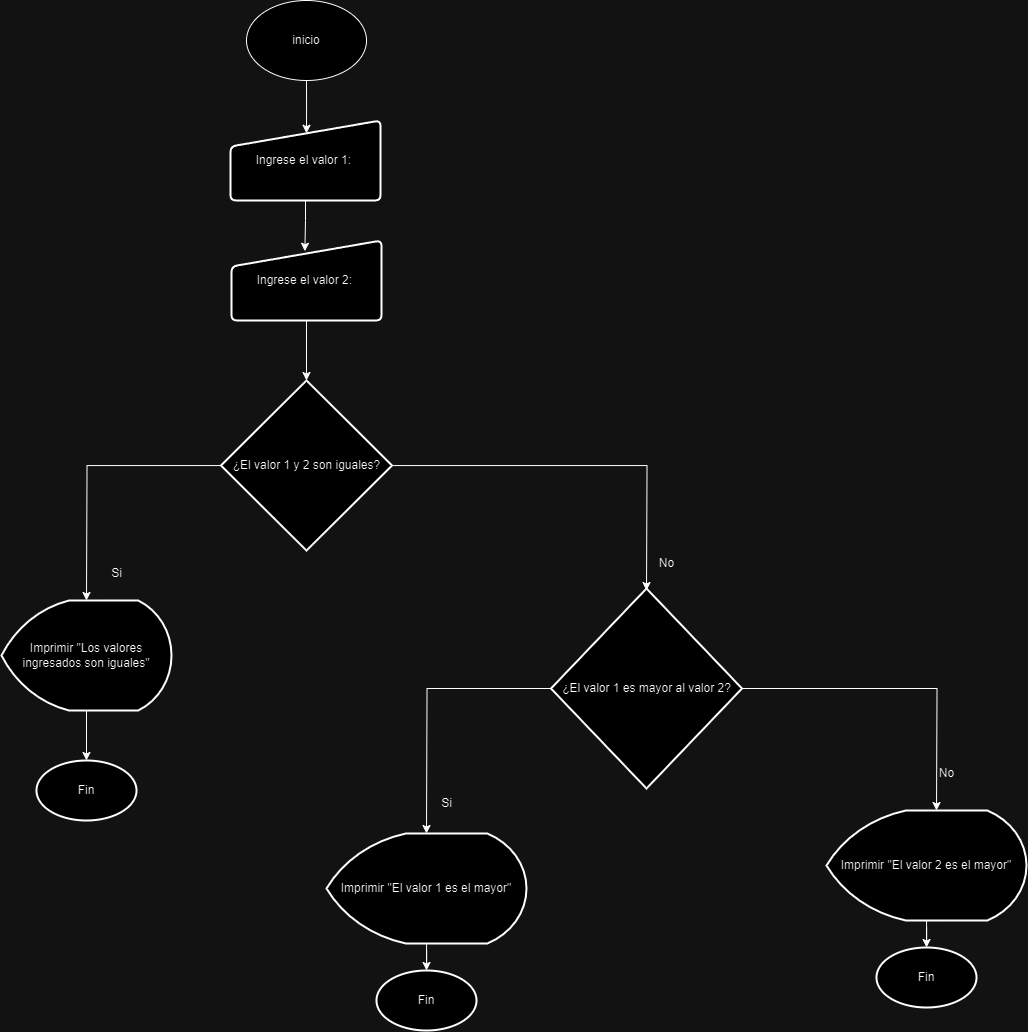 inicio
Ingrese el valor 1:
Ingrese el valor 2:
¿El valor 1 y 2 son iguales?
Si
No
Imprimir "Los valores
ingresados son iguales"
¿El valor 1 es mayor al valor 2?
Fin
Si
No
Imprimir "El valor 1 es el mayor"
Imprimir "El valor 2 es el mayor"
Fin
Fin